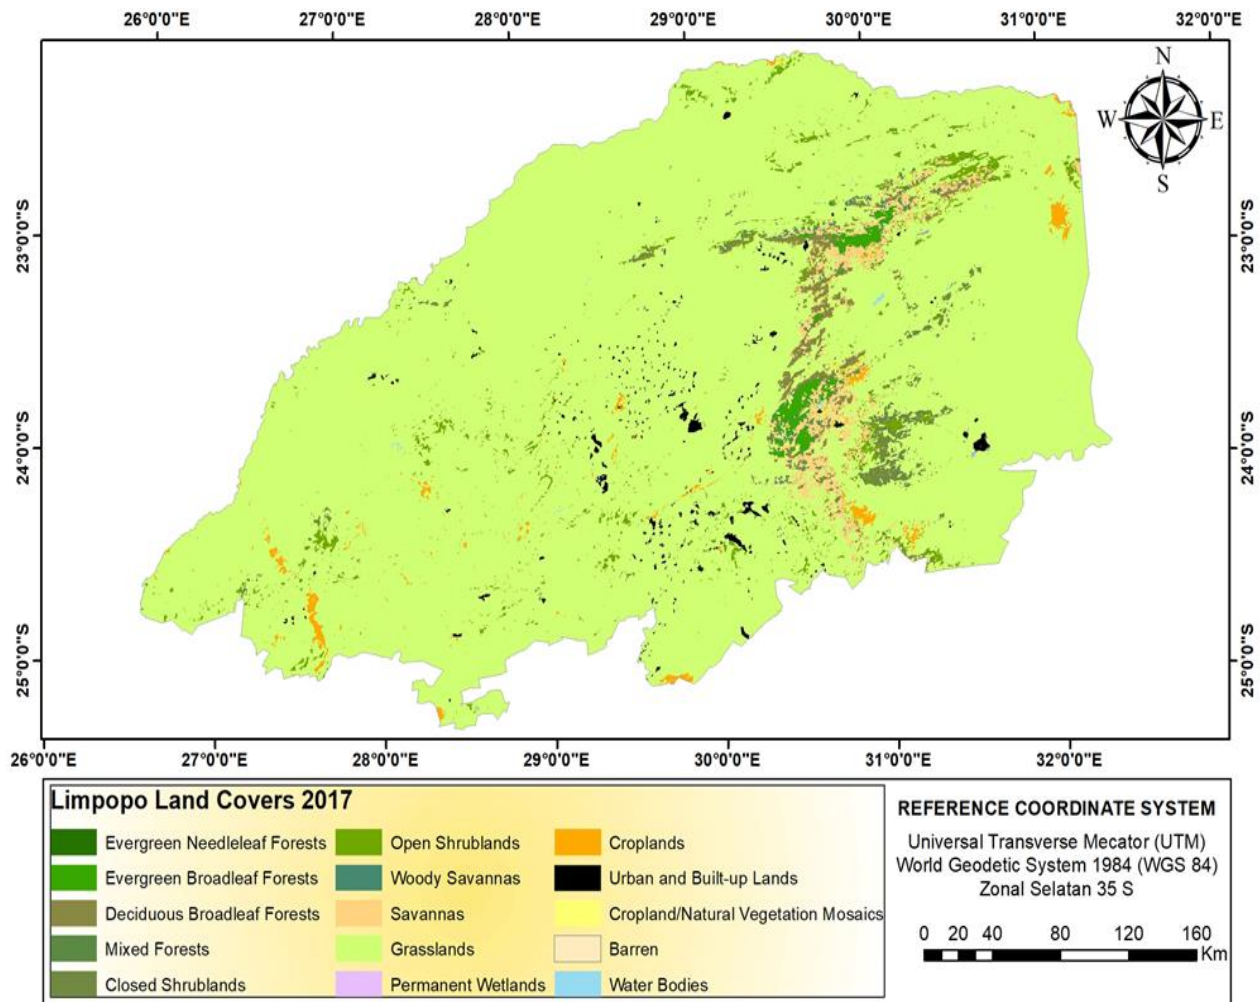 26°0'0"E 27°0'0"E 28°0'0"E 29°0'0"E 30°0'0"E 31°0'0"E 32°0'0"E
N
W E
S
23°0'0"S 23°0'0"S
24°0'0"S 24°0'0"S
25°0'0"S 25°0'0"S
26°0'0"E 27°0'0"E 28°0'0"E 29°0'0"E 30°0'0"E 31°0'0"E 32°0'0"E
Limpopo Land Covers 2017
Evergreen Needleleaf Forests
Evergreen Broadleaf Forests
Deciduous Broadleaf Forests
Mixed Forests
Closed Shrublands
Open Shrublands
Woody Savannas
Savannas
Grasslands
Permanent Wetlands
Croplands
Urban and Built-up Lands
Cropland/Natural Vegetation Mosaics
Barren
Water Bodies
REFERENCE COORDINATE SYSTEM
Universal Transverse Mecator (UTM)
World Geodetic System 1984 (WGS 84)
Zonal Selatan 35 S
0 20 40 80 120 160
Km